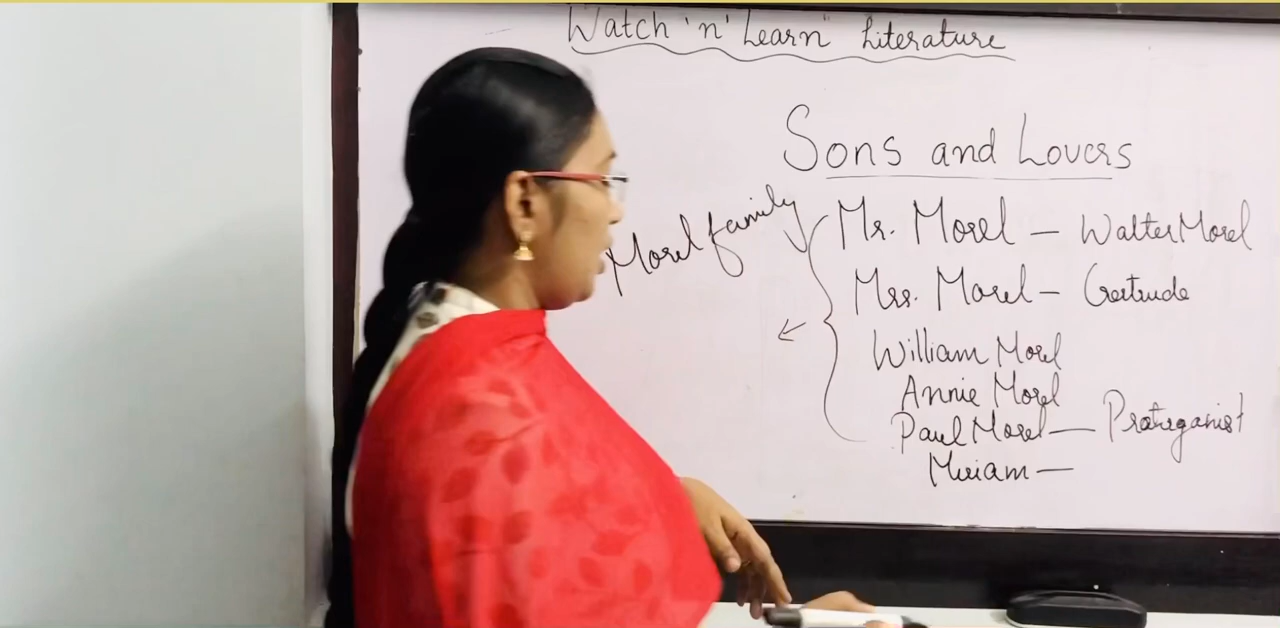 Watch 'n' Learn" Literature
Sons and Lovers
Morel family
Mr. Morel — Walter Morel
Mrs. Morel — Gertrude
William Morel
Annie Morel
Paul Morel — Protaganist
Miriam —